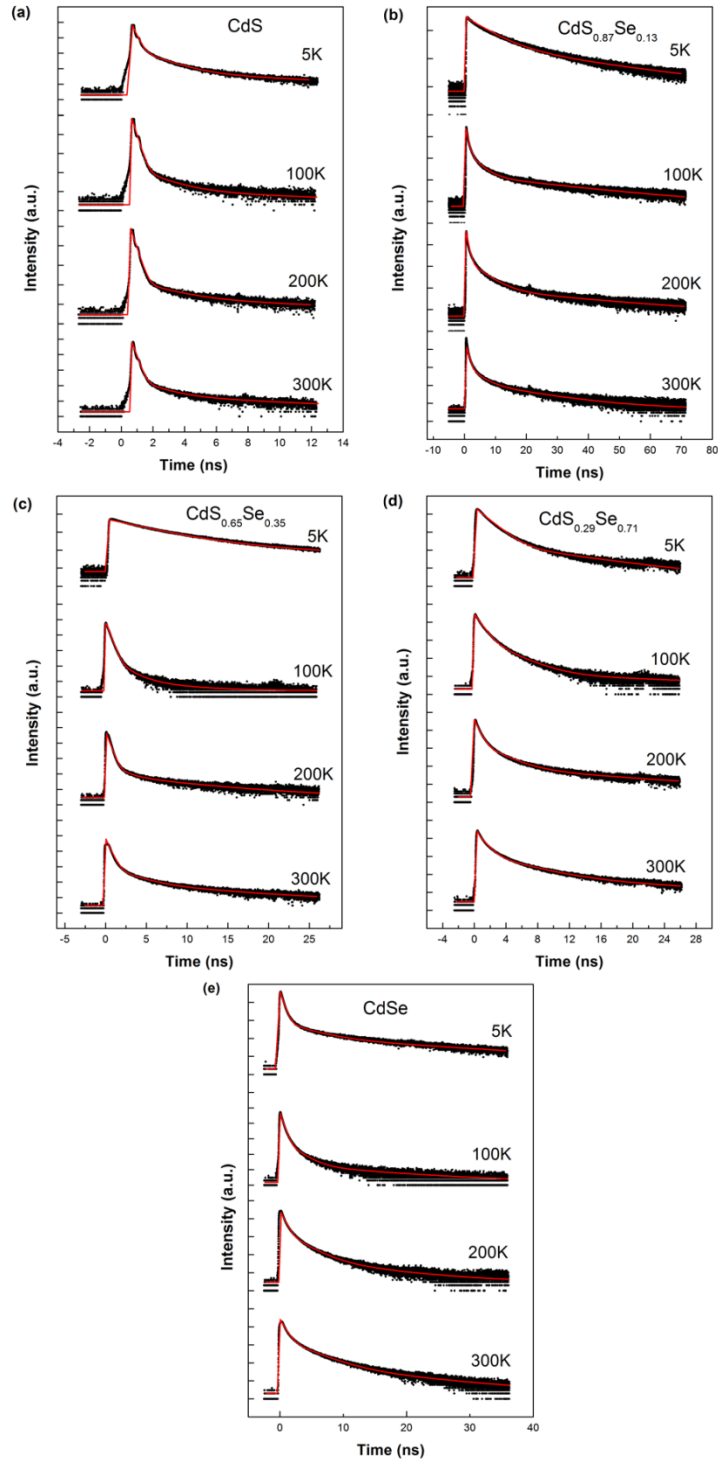 (a)
CdS
5K
100K
200K
300K
Intensity (a.u.)
-4 -2 0 2 4 6 8 10 12 14
Time (ns)
(b)
CdS0.87Se0.13
5K
100K
200K
300K
Intensity (a.u.)
-10 0 10 20 30 40 50 60 70 80
Time (ns)
(c)
CdS0.65Se0.35
5K
100K
200K
300K
Intensity (a.u.)
-5 0 5 10 15 20 25
Time (ns)
(d)
CdS0.29Se0.71
5K
100K
200K
300K
Intensity (a.u.)
-8 -4 0 4 8 12 16 20 24 28
Time (ns)
(e)
CdSe
5K
100K
200K
300K
Intensity (a.u.)
0 10 20 30 40
Time (ns)